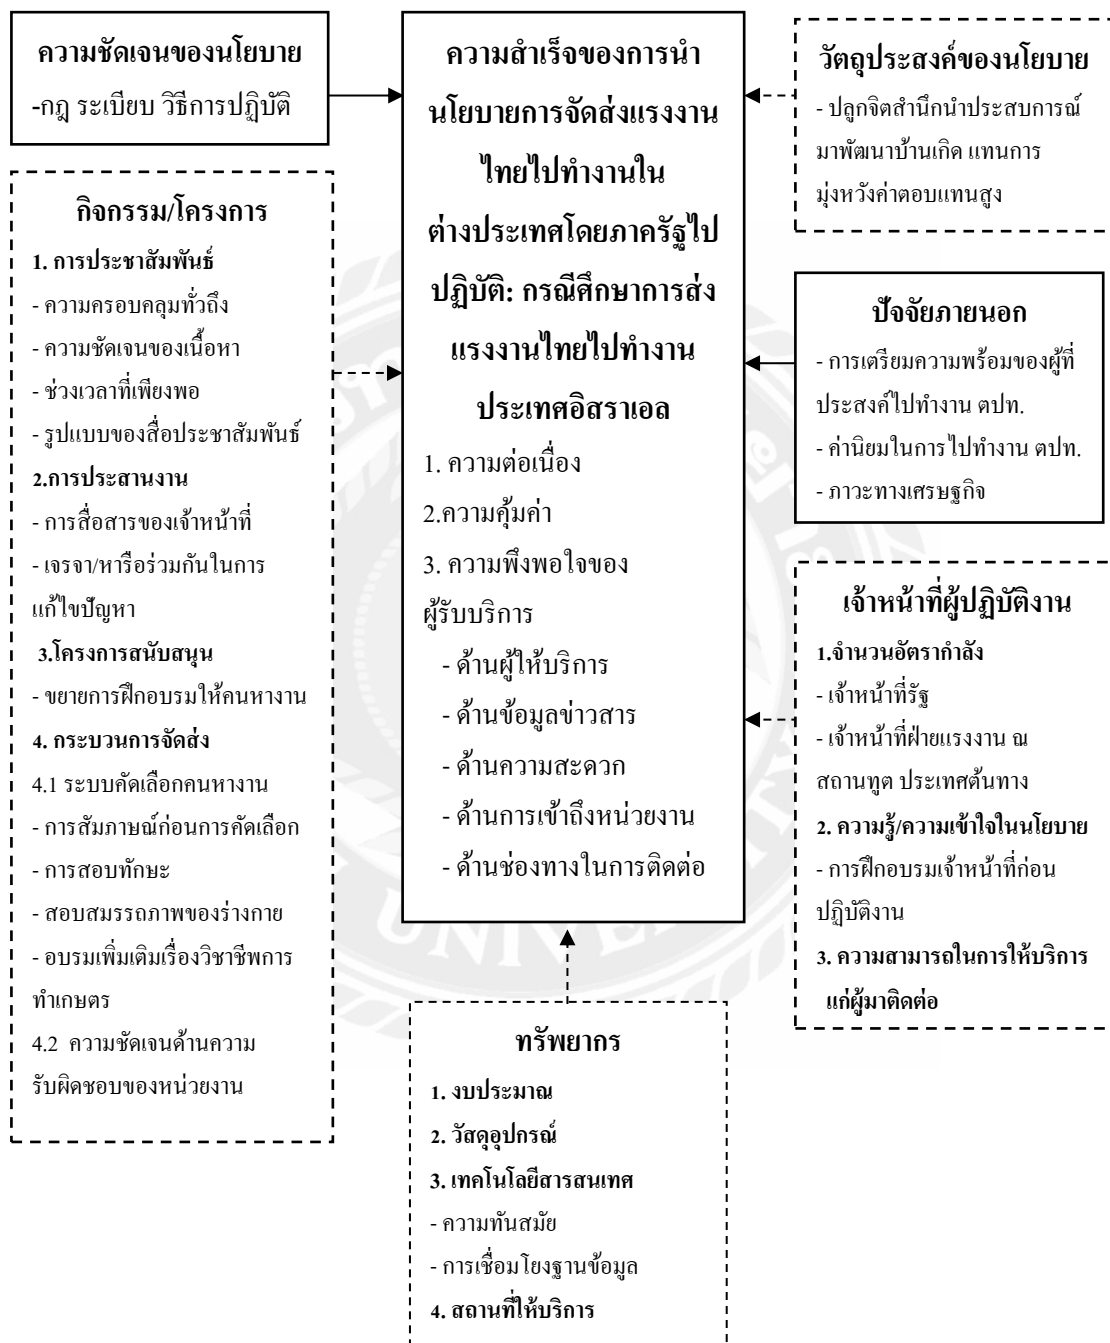 ความชัดเจนของนโยบาย
-กฎ ระเบียบ วิธีการปฏิบัติ
กิจกรรม/โครงการ
1. การประชาสัมพันธ์
- ความครอบคลุมทั่วถึง
- ความชัดเจนของเนื้อหา
- ช่วงเวลาที่เพียงพอ
- รูปแบบของสื่อประชาสัมพันธ์
2.การประสานงาน
- การสื่อสารของเจ้าหน้าที่
- เจรจา/หารือร่วมกันในการ
แก้ไขปัญหา
3.โครงการสนับสนุน
- ขยายการฝึกอบรมให้คนหางาน
4. กระบวนการจัดส่ง
4.1 ระบบคัดเลือกคนหางาน
- การสัมภาษณ์ก่อนการคัดเลือก
- การสอบทักษะ
- สอบสมรรถภาพของร่างกาย
- อบรมเพิ่มเติมเรื่องวิชาชีพการ
ทำเกษตร
4.2 ความชัดเจนด้านความ
รับผิดชอบของหน่วยงาน
ความสำเร็จของการนำ
นโยบายการจัดส่งแรงงาน
ไทยไปทำงานใน
ต่างประเทศโดยภาครัฐไป
ปฏิบัติ: กรณีศึกษาการส่ง
แรงงานไทยไปทำงาน
ประเทศอิสราเอล
1. ความต่อเนื่อง
2.ความคุ้มค่า
3. ความพึงพอใจของ
ผู้รับบริการ
- ด้านผู้ให้บริการ
- ด้านข้อมูลข่าวสาร
- ด้านความสะดวก
- ด้านการเข้าถึงหน่วยงาน
- ด้านช่องทางในการติดต่อ
UNIVERSITY
ทรัพยากร
1. งบประมาณ
2. วัสดุอุปกรณ์
3. เทคโนโลยีสารสนเทศ
- ความทันสมัย
- การเชื่อมโยงฐานข้อมูล
4. สถานที่ให้บริการ
วัตถุประสงค์ของนโยบาย
- ปลูกจิตสำนึกนำประสบการณ์
มาพัฒนาบ้านเกิด แทนการ
มุ่งหวังค่าตอบแทนสูง
ปัจจัยภายนอก
- การเตรียมความพร้อมของผู้ที่
ประสงค์ไปทำงาน ตปท.
- ค่านิยมในการไปทำงาน ตปท.
- ภาวะทางเศรษฐกิจ
เจ้าหน้าที่ผู้ปฏิบัติงาน
1.จำนวนอัตรากำลัง
- เจ้าหน้าที่รัฐ
- เจ้าหน้าที่ฝ่ายแรงงาน ณ
สถานทูต ประเทศต้นทาง
2. ความรู้/ความเข้าใจในนโยบาย
- การฝึกอบรมเจ้าหน้าที่ก่อน
ปฏิบัติงาน
3. ความสามารถในการให้บริการ
แก่ผู้มาติดต่อ